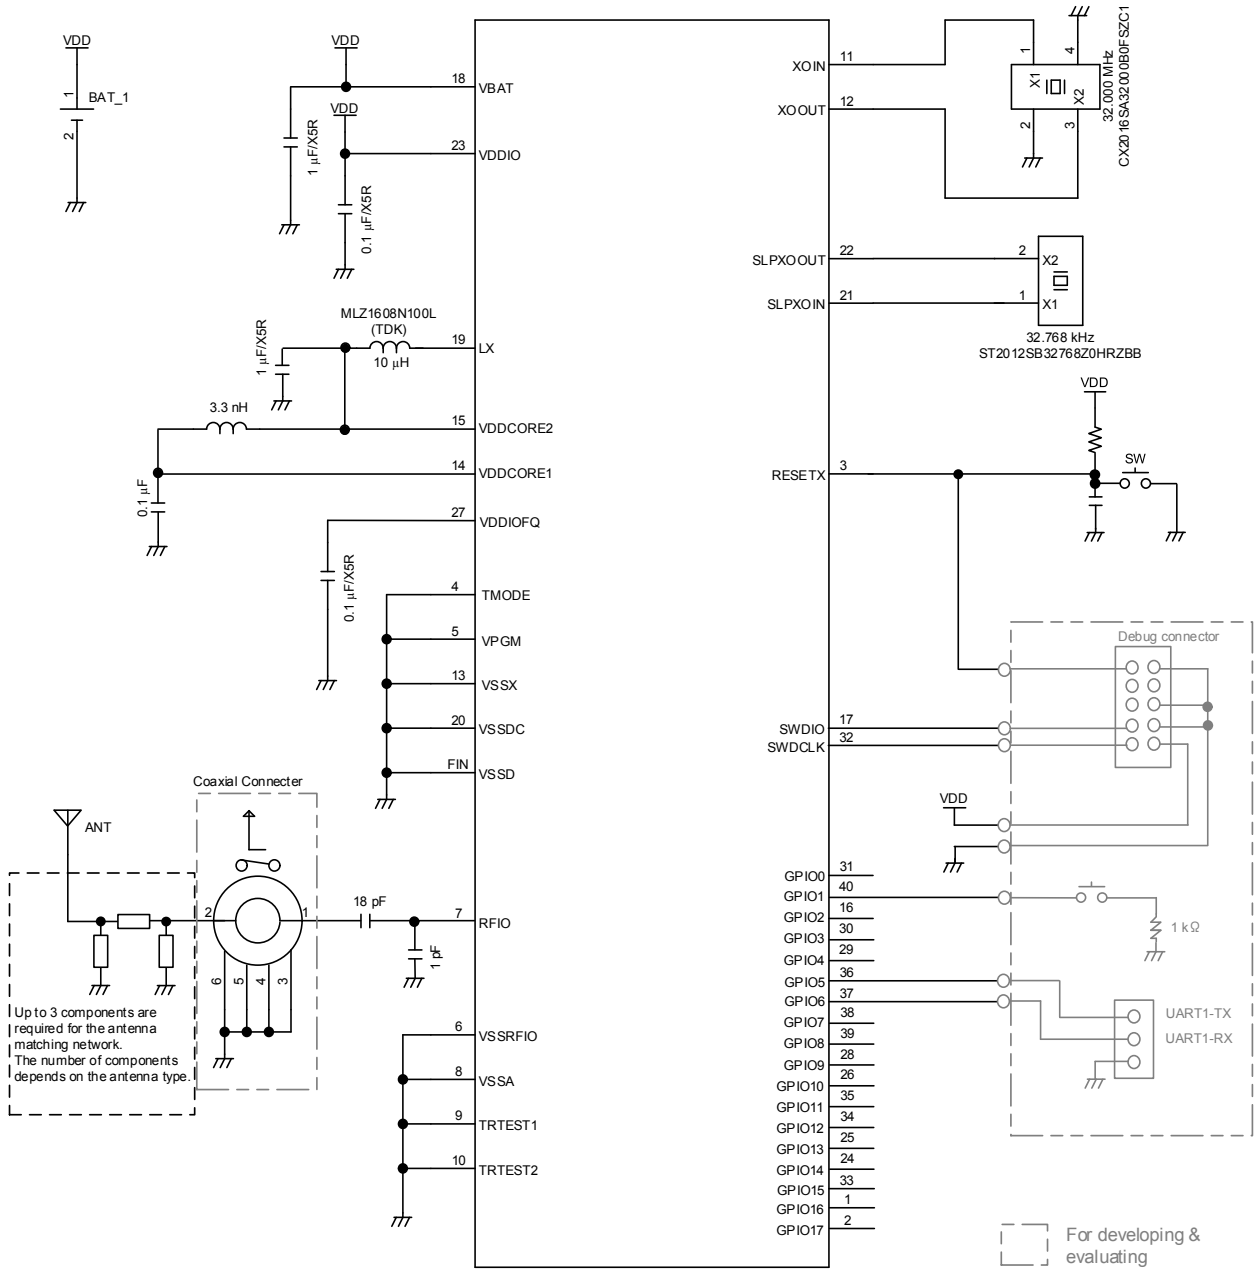 VDD
1
BAT_1
2
VDD
18
VBAT
1 µF/X5R
VDD
23
VDDIO
0.1 µF/X5R
MLZ1608N100L
(TDK)
19
LX
1 µF/X5R
10 µH
3.3 nH
15
VDDCORE2
14
VDDCORE1
0.1 µF
27
VDDIOFQ
0.1 µF/X5R
4
TMODE
5
VPGM
13
VSSX
20
VSSDC
FIN
VSSD
Coaxial Connecter
ANT
2
1
18 pF
7
RFIO
1 pF
6
5
4
3
Up to 3 components are
required for the antenna
matching network.
The number of components
depends on the antenna type.
6
VSSRFIO
8
VSSA
9
TRTEST1
10
TRTEST2
XOIN
11
XOOUT
12
1
4
X1
X2
2
3
32.000 MHz
CX2016SA32000B0FSZC1
SLPXOOUT
22
2
X2
SLPXOIN
21
1
X1
32.768 kHz
ST2012SB32768Z0HRZBB
VDD
RESETX
3
SW
Debug connector
SWDIO
17
SWDCLK
32
VDD
GPIO0
31
GPIO1
40
GPIO2
16
GPIO3
30
GPIO4
29
GPIO5
36
GPIO6
37
GPIO7
38
GPIO8
39
GPIO9
28
GPIO10
26
GPIO11
35
GPIO12
34
GPIO13
25
GPIO14
24
GPIO15
33
GPIO16
1
GPIO17
2
1 kΩ
UART1-TX
UART1-RX
For developing &
evaluating